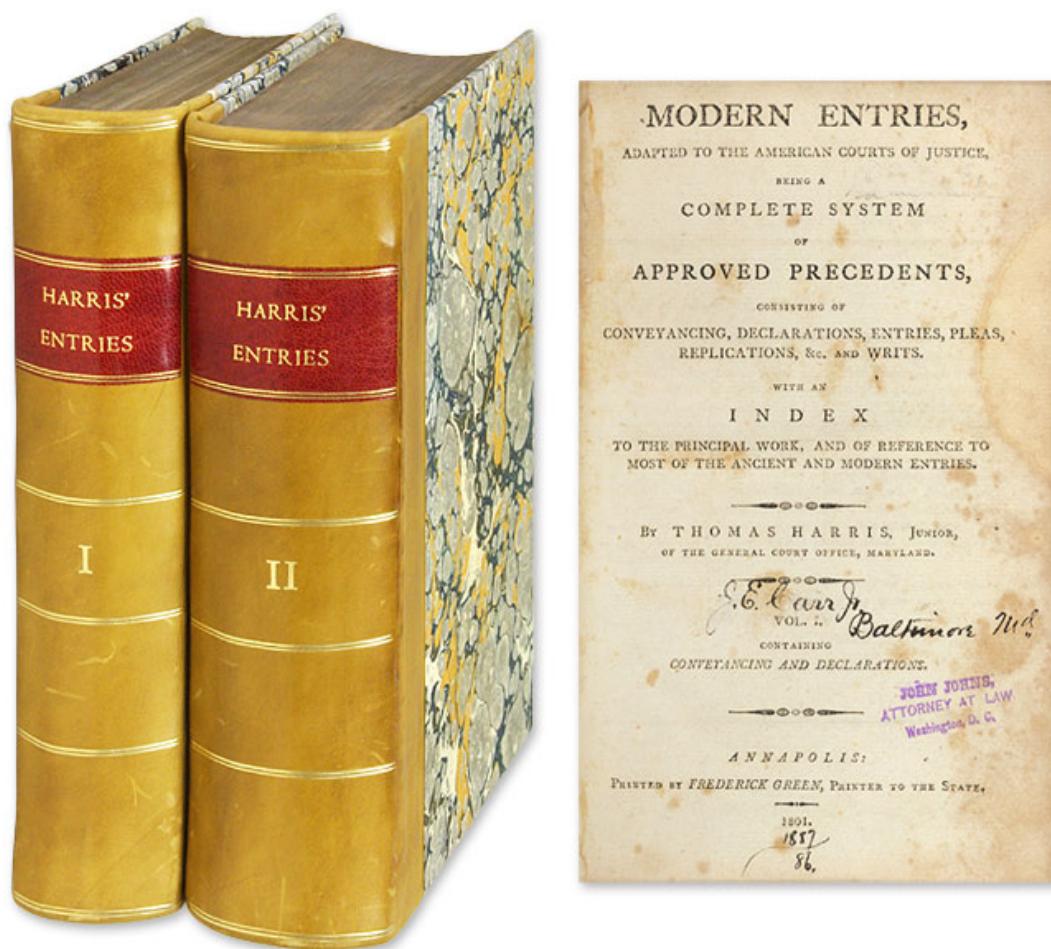 HARRIS'
ENTRIES
I
HARRIS'
ENTRIES
II
MODERN ENTRIES,
ADAPTED TO THE AMERICAN COURTS OF JUSTICE,
BEING A
COMPLETE SYSTEM
OF
APPROVED PRECEDENTS,
CONSISTING OF
CONVEYANCING, DECLARATIONS, ENTRIES, PLEAS,
REPLICATIONS, &c. AND WRITS.
WITH AN
INDEX
TO THE PRINCIPAL WORK, AND OF REFERENCE TO
MOST OF THE ANCIENT AND MODERN ENTRIES.
BY THOMAS HARRIS, JUNIOR,
OF THE GENERAL COURT OFFICE, MARYLAND.
J.E. Carr Jr.
VOL. I.
Baltimore Md.
CONTAINING
CONVEYANCING AND DECLARATIONS.
JOHN JOHNS,
ATTORNEY AT LAW
Washington, D. C.
ANNAPOLIS:
PRINTED BY FREDERICK GREEN, PRINTER TO THE STATE.
1801.
1887
86.